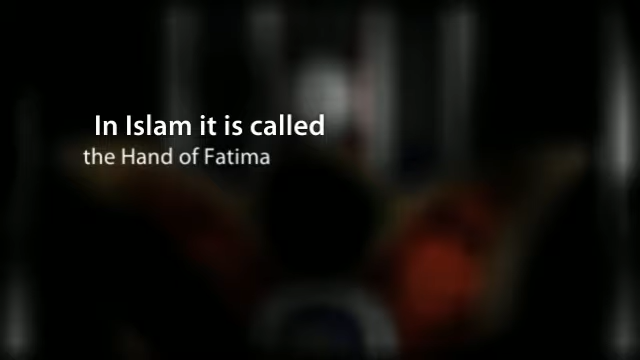 In Islam it is called
the Hand of Fatima